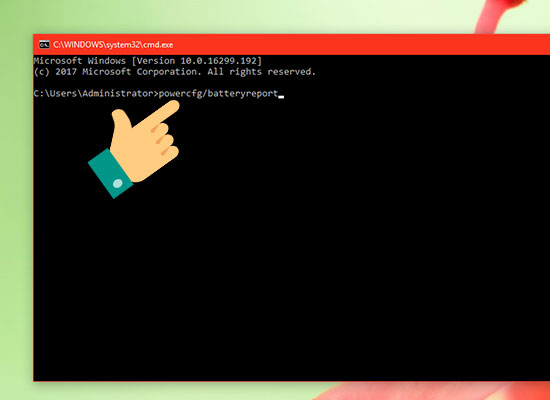 C:\WINDOWS\system32\cmd.exe
Microsoft Windows [Version 10.0.16299.192]
(c) 2017 Microsoft Corporation. All rights reserved.
C:\Users\Administrator>powercfg/batteryreport